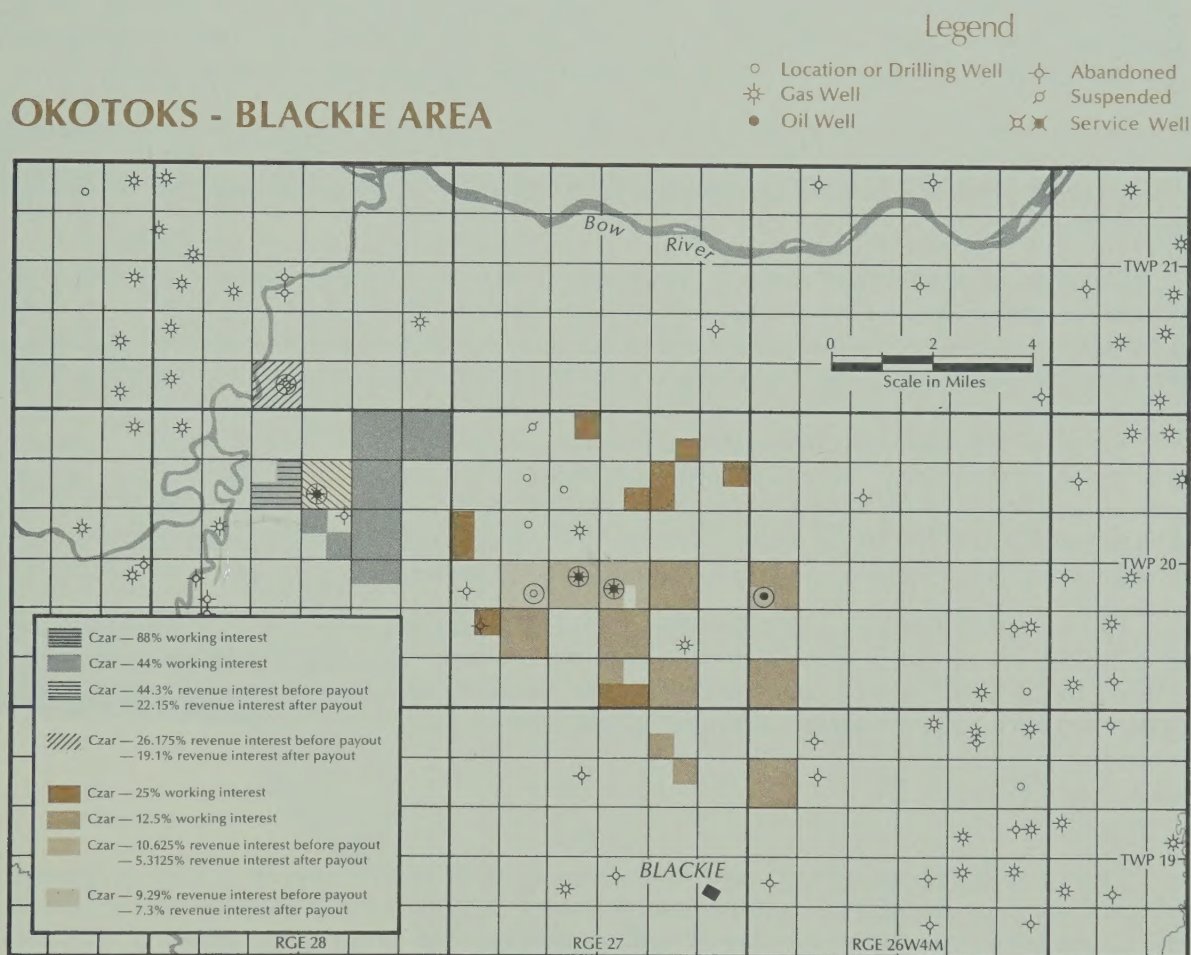 Legend
Location or Drilling Well
Abandoned
Gas Well
Suspended
Oil Well
Service Well
OKOTOKS - BLACKIE AREA
Bow
River
TWP 21
0 2 4
Scale in Miles
TWP 20
Czar — 88% working interest
Czar — 44% working interest
Czar — 44.3% revenue interest before payout
— 22.15% revenue interest after payout
Czar — 26.175% revenue interest before payout
— 19.1% revenue interest after payout
Czar — 25% working interest
Czar — 12.5% working interest
Czar — 10.625% revenue interest before payout
— 5.3125% revenue interest after payout
Czar — 9.29% revenue interest before payout
— 7.3% revenue interest after payout
TWP 19
BLACKIE
RGE 28
RGE 27
RGE 26W4M